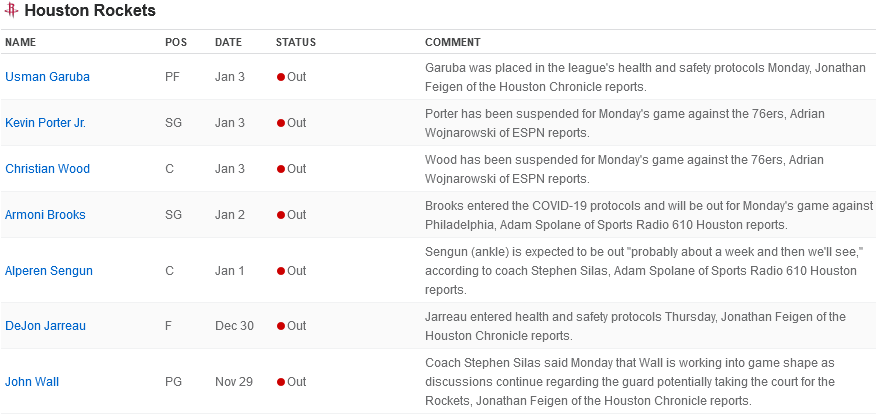 Houston Rockets
NAME POS DATE STATUS COMMENT
Usman Garuba PF Jan 3 Out Garuba was placed in the league's health and safety protocols Monday, Jonathan
Feigen of the Houston Chronicle reports.
Kevin Porter Jr. SG Jan 3 Out Porter has been suspended for Monday's game against the 76ers, Adrian
Wojnarowski of ESPN reports.
Christian Wood C Jan 3 Out Wood has been suspended for Monday's game against the 76ers, Adrian
Wojnarowski of ESPN reports.
Armoni Brooks SG Jan 2 Out Brooks entered the COVID-19 protocols and will be out for Monday's game against
Philadelphia, Adam Spolane of Sports Radio 610 Houston reports.
Alperen Sengun C Jan 1 Out Sengun (ankle) is expected to be out "probably about a week and then we'll see,"
according to coach Stephen Silas, Adam Spolane of Sports Radio 610 Houston
reports.
DeJon Jarreau F Dec 30 Out Jarreau entered health and safety protocols Thursday, Jonathan Feigen of the
Houston Chronicle reports.
John Wall PG Nov 29 Out Coach Stephen Silas said Monday that Wall is working into game shape as
discussions continue regarding the guard potentially taking the court for the
Rockets, Jonathan Feigen of the Houston Chronicle reports.